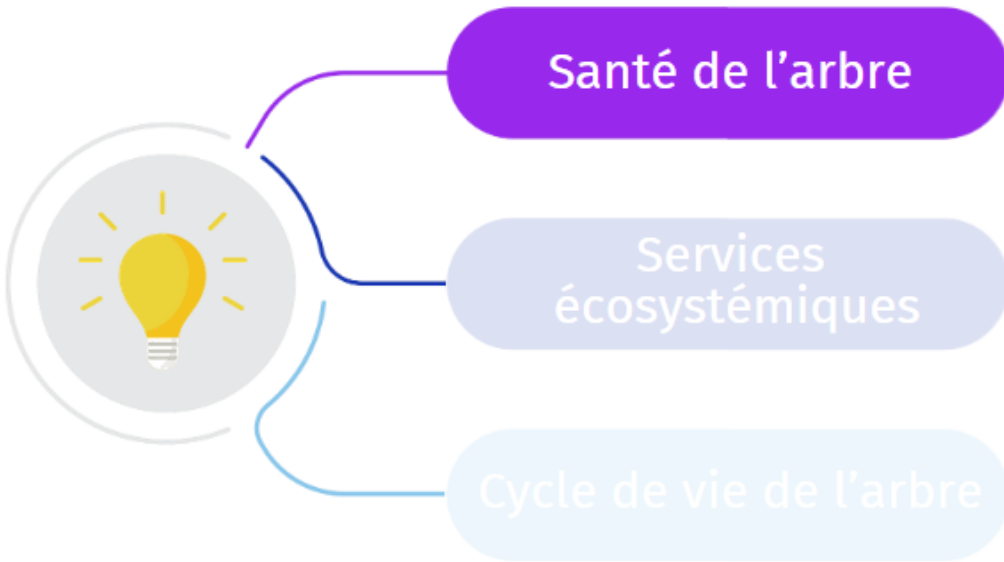 Santé de l’arbre
Services
écosystémiques
Cycle de vie de l’arbre